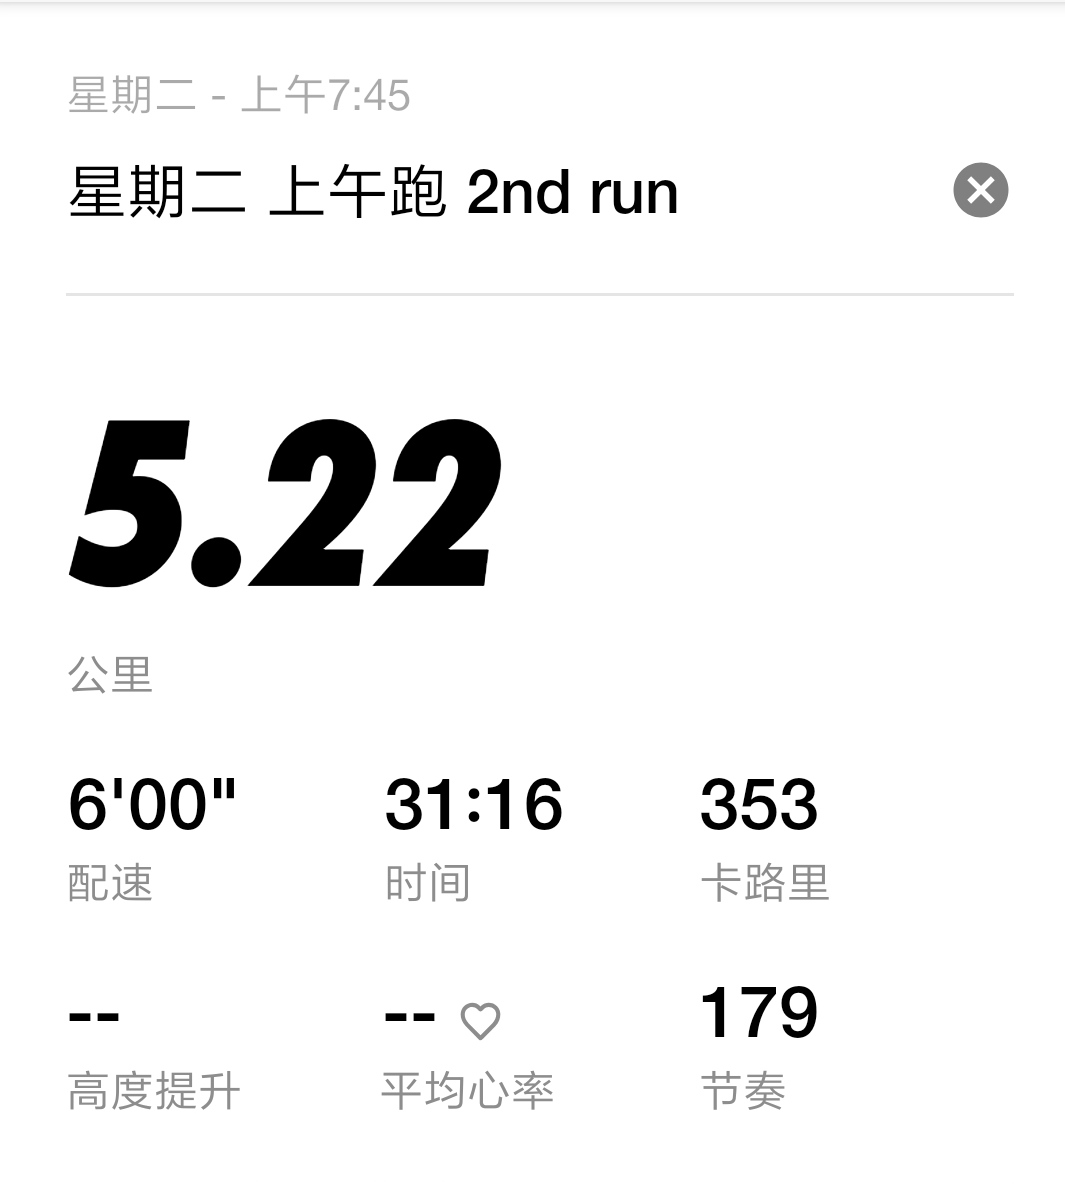 星期二 - 上午7:45
星期二 上午跑 2nd run
5.22
公里
6'00" 31:16 353
配速 时间 卡路里
-- -- 179
高度提升 平均心率 节奏